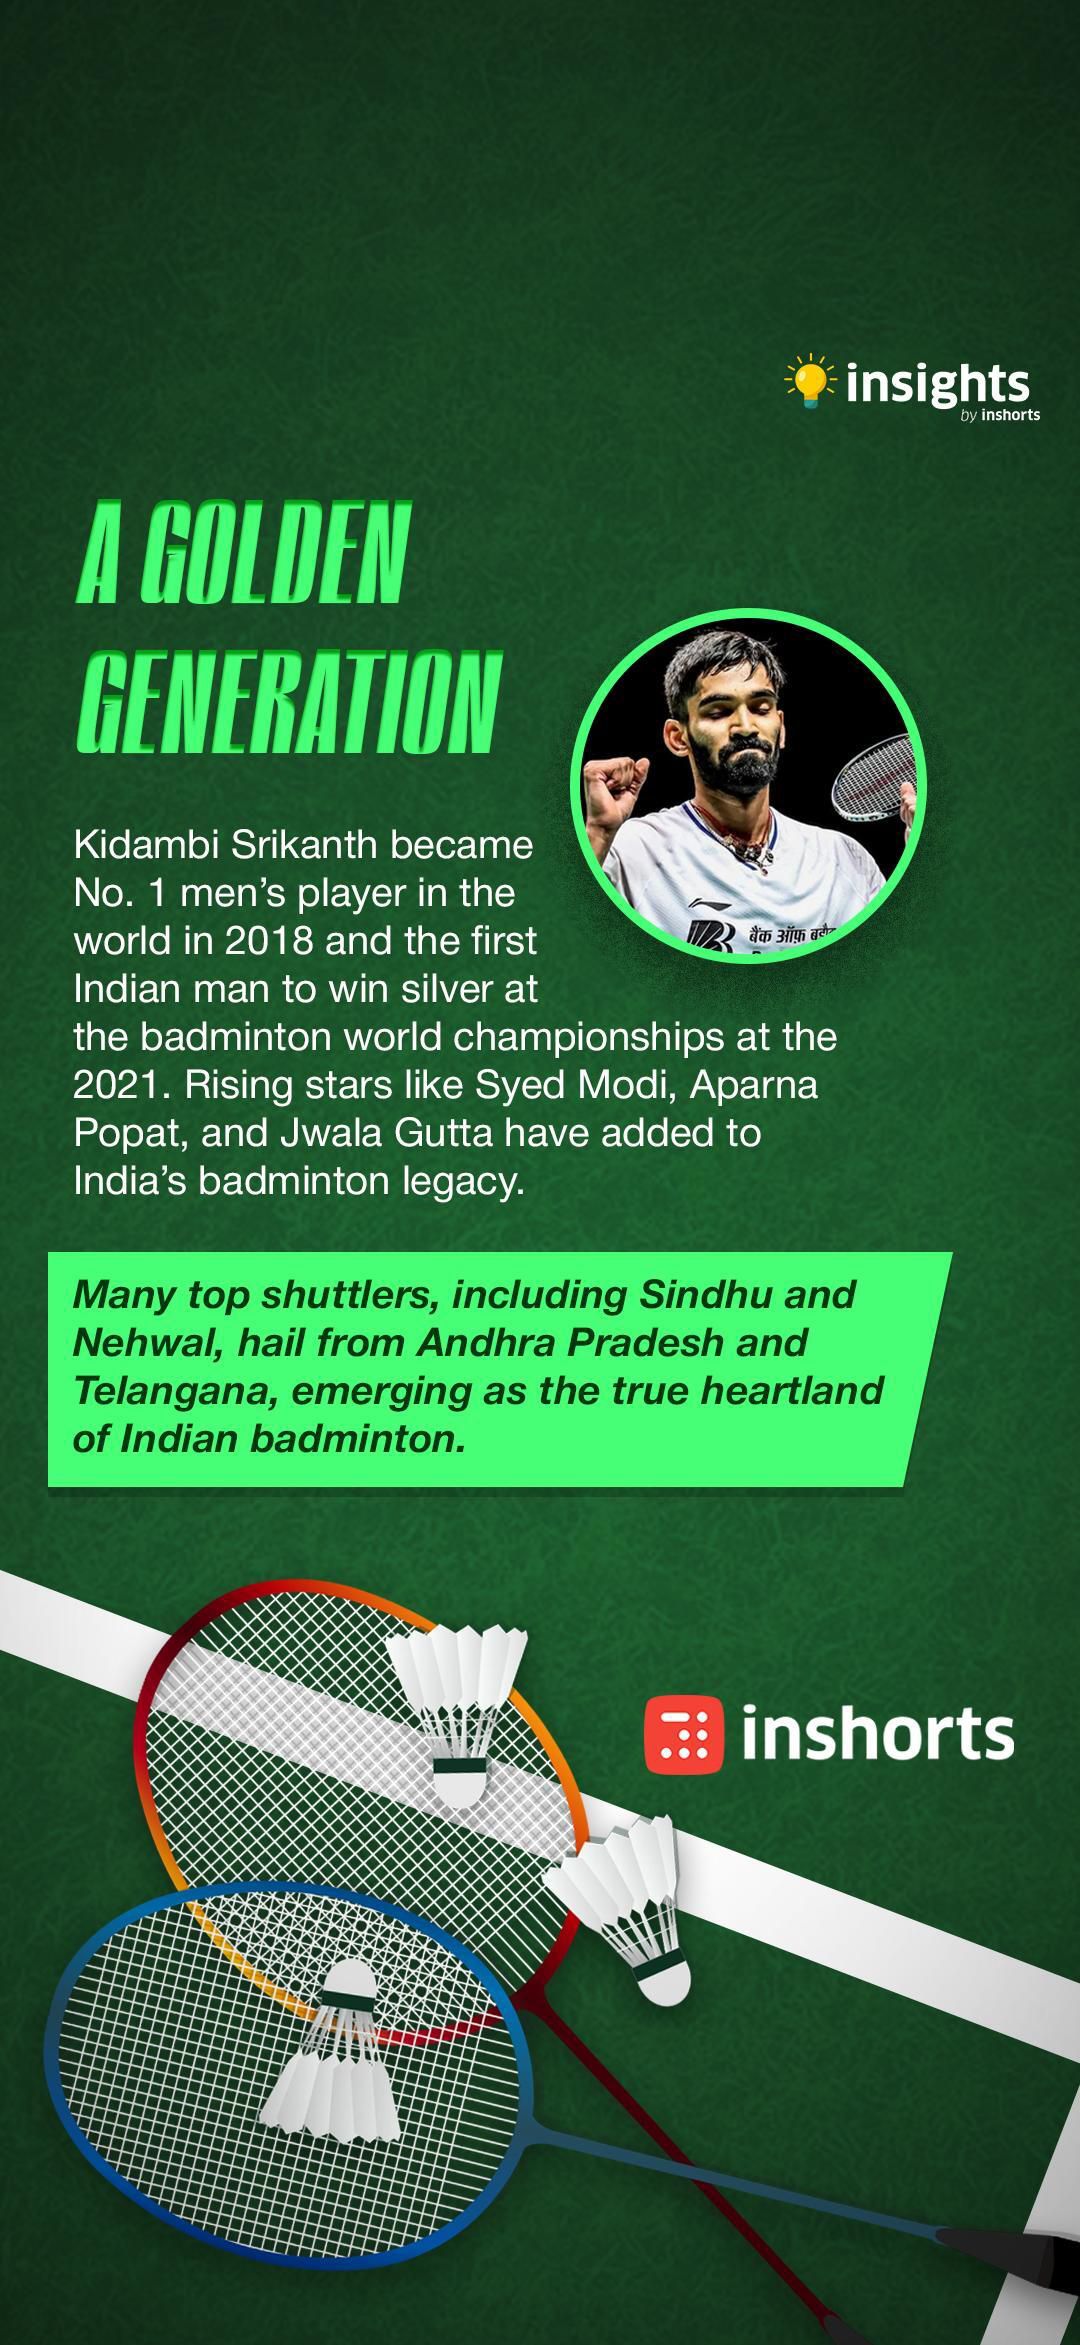 insights
by inshorts
A GOLDEN
GENERATION
Kidambi Srikanth became
No. 1 men’s player in the
world in 2018 and the first
Indian man to win silver at
the badminton world championships at the
2021. Rising stars like Syed Modi, Aparna
Popat, and Jwala Gutta have added to
India’s badminton legacy.
बैंक ऑफ़
Many top shuttlers, including Sindhu and
Nehwal, hail from Andhra Pradesh and
Telangana, emerging as the true heartland
of Indian badminton.
inshorts